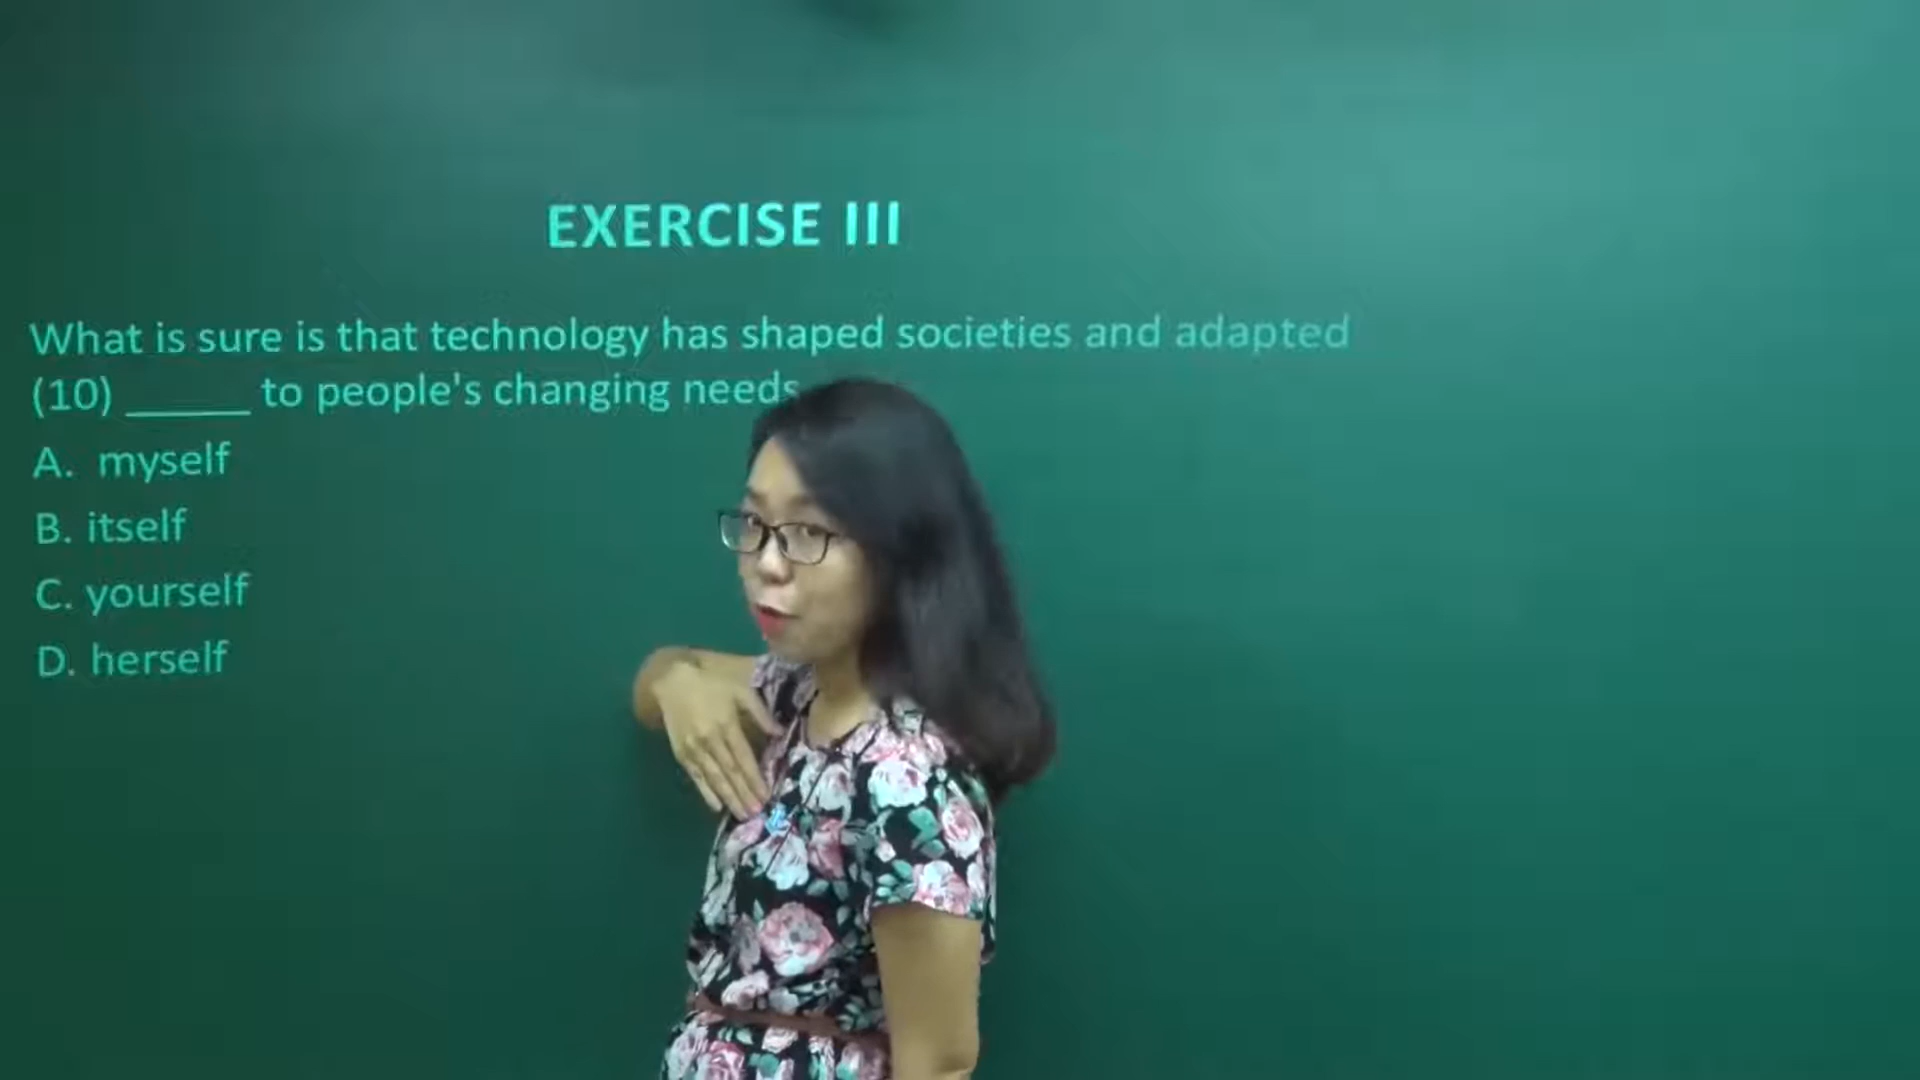 EXERCISE III
What is sure is that technology has shaped societies and adapted
(10) _____ to people's changing needs
A. myself
B. itself
C. yourself
D. herself